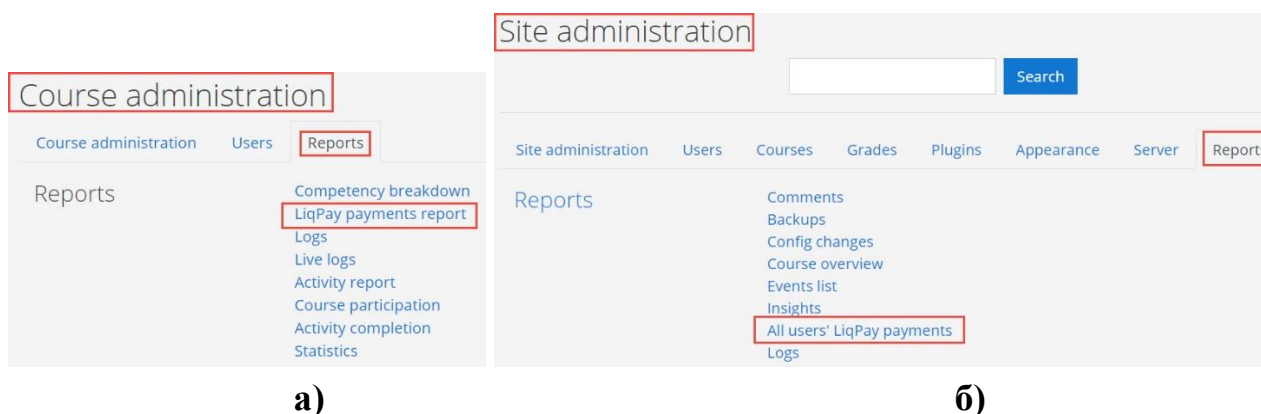 Course administration
Course administration Users Reports
Reports
Competency breakdown
LiqPay payments report
Logs
Live logs
Activity report
Course participation
Activity completion
Statistics
а)
Site administration
Search
Site administration Users Courses Grades Plugins Appearance Server Reports
Reports
Comments
Backups
Config changes
Course overview
Events list
Insights
All users' LiqPay payments
Logs
б)